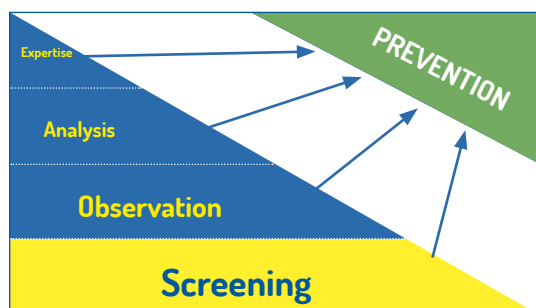 Expertise
PREVENTION
Analysis
Observation
Screening